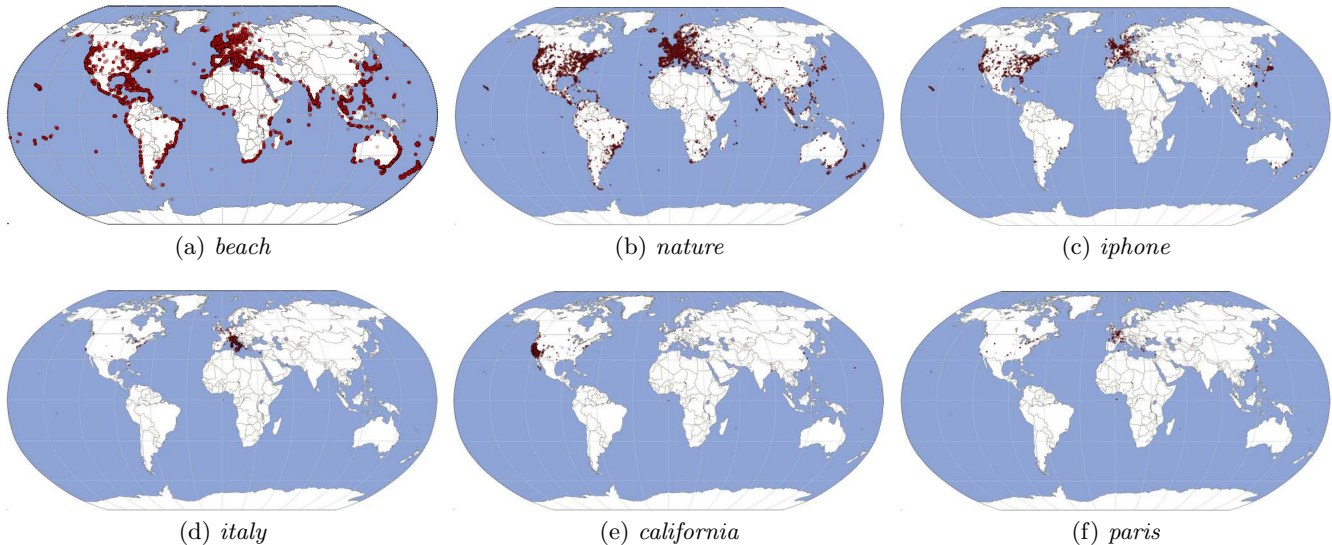 (a) beach
(b) nature
(c) iphone
(d) italy
(e) california
(f) paris